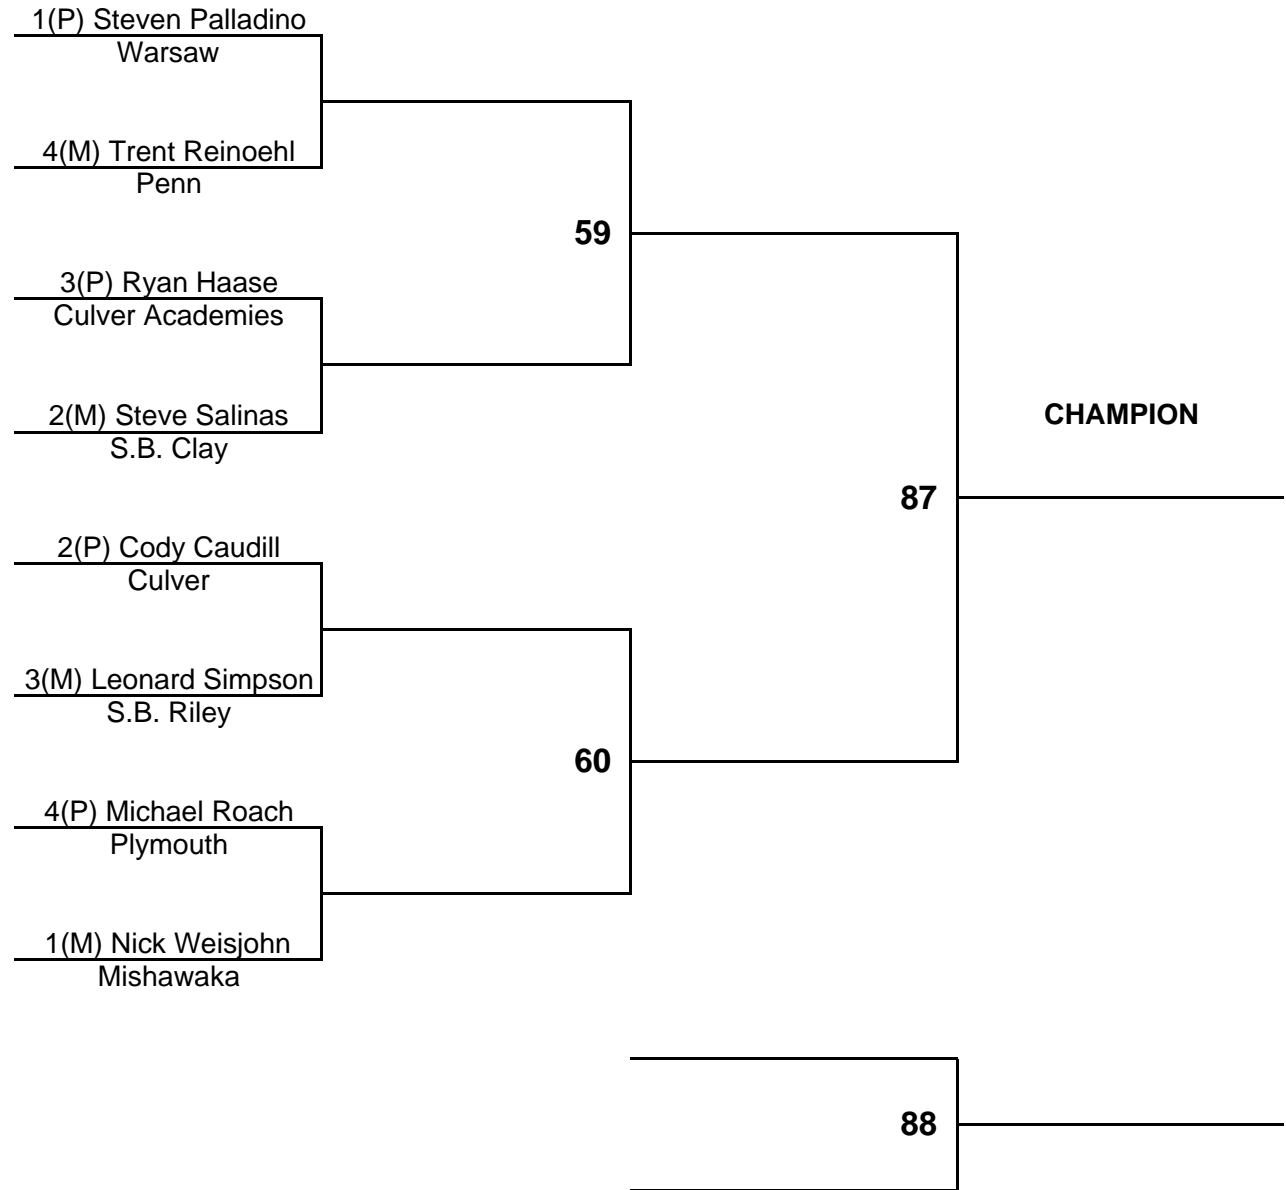 1(P) Steven Palladino
Warsaw
4(M) Trent Reinoehl
Penn
59
3(P) Ryan Haase
Culver Academies
2(M) Steve Salinas
S.B. Clay
CHAMPION
87
2(P) Cody Caudill
Culver
3(M) Leonard Simpson
S.B. Riley
60
4(P) Michael Roach
Plymouth
1(M) Nick Weisjohn
Mishawaka
88